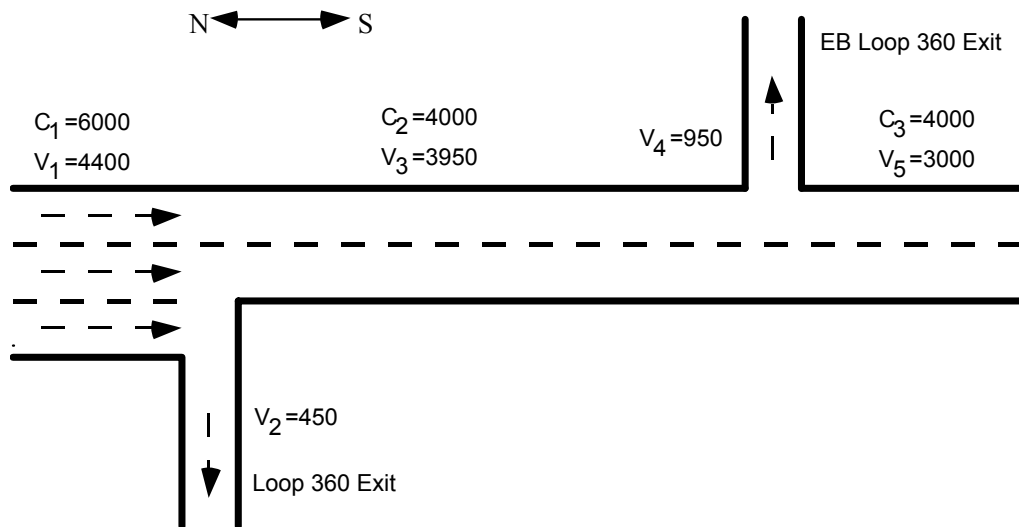 N S
EB Loop 360 Exit
C1=6000
V1=4400
C2=4000
V3=3950
V4=950
C3=4000
V5=3000
V2=450
Loop 360 Exit